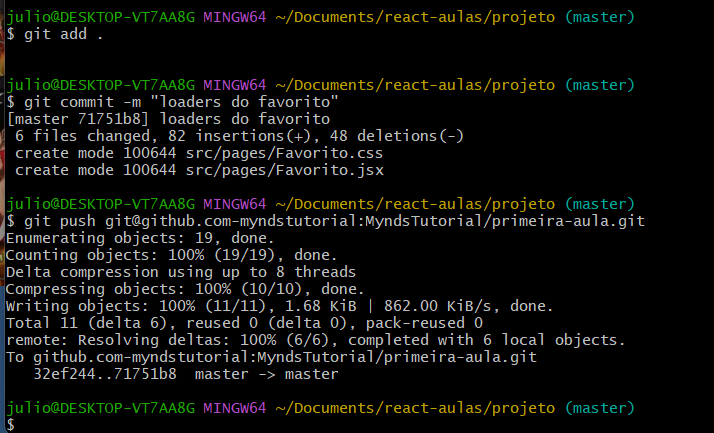 julio@DESKTOP-VT7AA8G MINGW64 ~/Documents/react-aulas/projeto (master)
$ git add .
julio@DESKTOP-VT7AA8G MINGW64 ~/Documents/react-aulas/projeto (master)
$ git commit -m "loaders do favorito"
[master 71751b8] loaders do favorito
 6 files changed, 82 insertions(+), 48 deletions(-)
 create mode 100644 src/pages/Favorito.css
 create mode 100644 src/pages/Favorito.jsx
julio@DESKTOP-VT7AA8G MINGW64 ~/Documents/react-aulas/projeto (master)
$ git push git@github.com-myndstutorial:MyndsTutorial/primeira-aula.git
Enumerating objects: 19, done.
Counting objects: 100% (19/19), done.
Delta compression using up to 8 threads
Compressing objects: 100% (10/10), done.
Writing objects: 100% (11/11), 1.68 KiB | 862.00 KiB/s, done.
Total 11 (delta 6), reused 0 (delta 0), pack-reused 0
remote: Resolving deltas: 100% (6/6), completed with 6 local objects.
To github.com-myndstutorial:MyndsTutorial/primeira-aula.git
   32ef244..71751b8  master -> master
julio@DESKTOP-VT7AA8G MINGW64 ~/Documents/react-aulas/projeto (master)
$